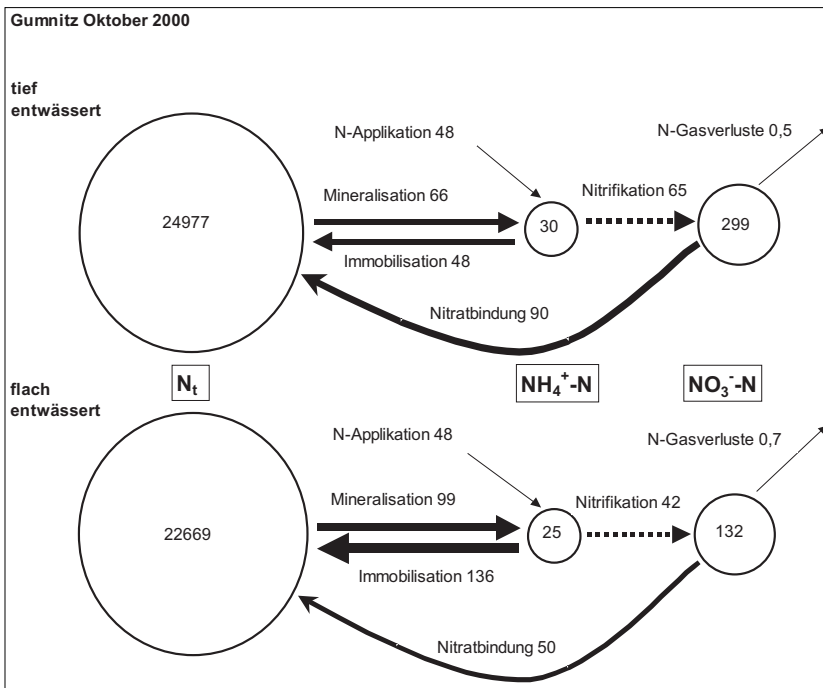 Gumnitz Oktober 2000
tief
entwässert
N-Applikation 48
N-Gasverluste 0,5
Mineralisation 66
Nitrifikation 65
24977
30
299
Immobilisation 48
Nitratbindung 90
N_t
NH₄⁺-N
NO₃⁻-N
flach
entwässert
N-Applikation 48
N-Gasverluste 0,7
Mineralisation 99
Nitrifikation 42
22669
25
132
Immobilisation 136
Nitratbindung 50